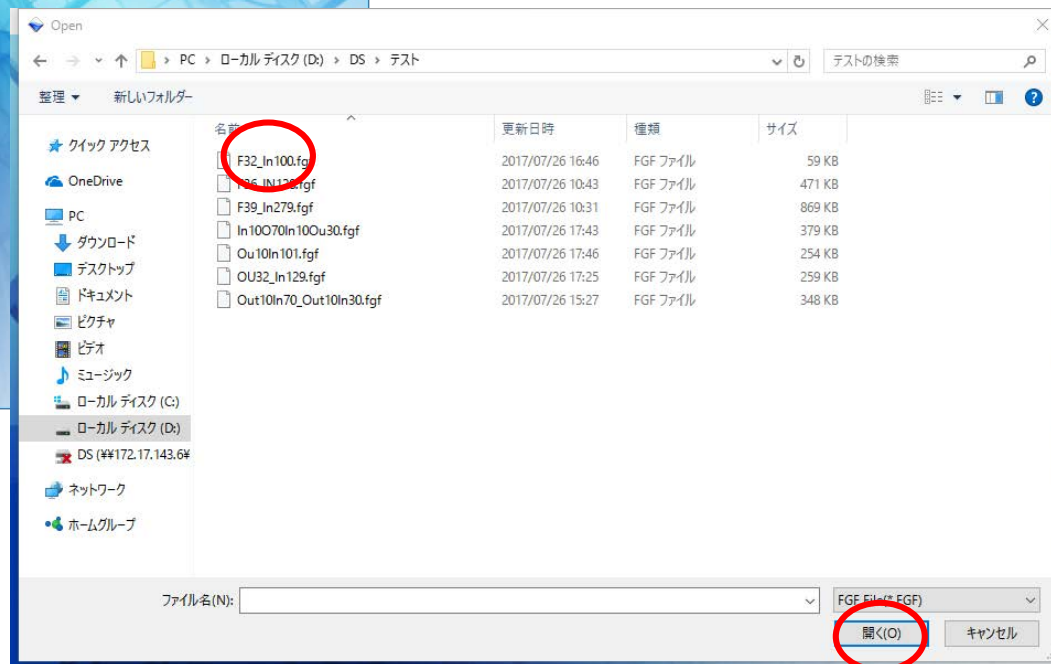 Open
PC > ローカル ディスク (D:) > DS > テスト
テストの検索
整理 新しいフォルダー
名前 更新日時 種類 サイズ
クイック アクセス
OneDrive
PC
ダウンロード
デスクトップ
ドキュメント
ピクチャ
ビデオ
ミュージック
ローカル ディスク (C:)
ローカル ディスク (D:)
DS (¥¥172.17.143.6¥
ネットワーク
ホームグループ
F32_In100.fgf 2017/07/26 16:46 FGF ファイル 59 KB
2017/07/26 10:43 FGF ファイル 471 KB
F39_In279.fgf 2017/07/26 10:31 FGF ファイル 869 KB
In10O70In10Ou30.fgf 2017/07/26 17:43 FGF ファイル 379 KB
Ou10In101.fgf 2017/07/26 17:46 FGF ファイル 254 KB
OU32_In129.fgf 2017/07/26 17:25 FGF ファイル 259 KB
Out10In70_Out10In30.fgf 2017/07/26 15:27 FGF ファイル 348 KB
ファイル名(N):
FGF File(*.FGF)
開く(O) キャンセル